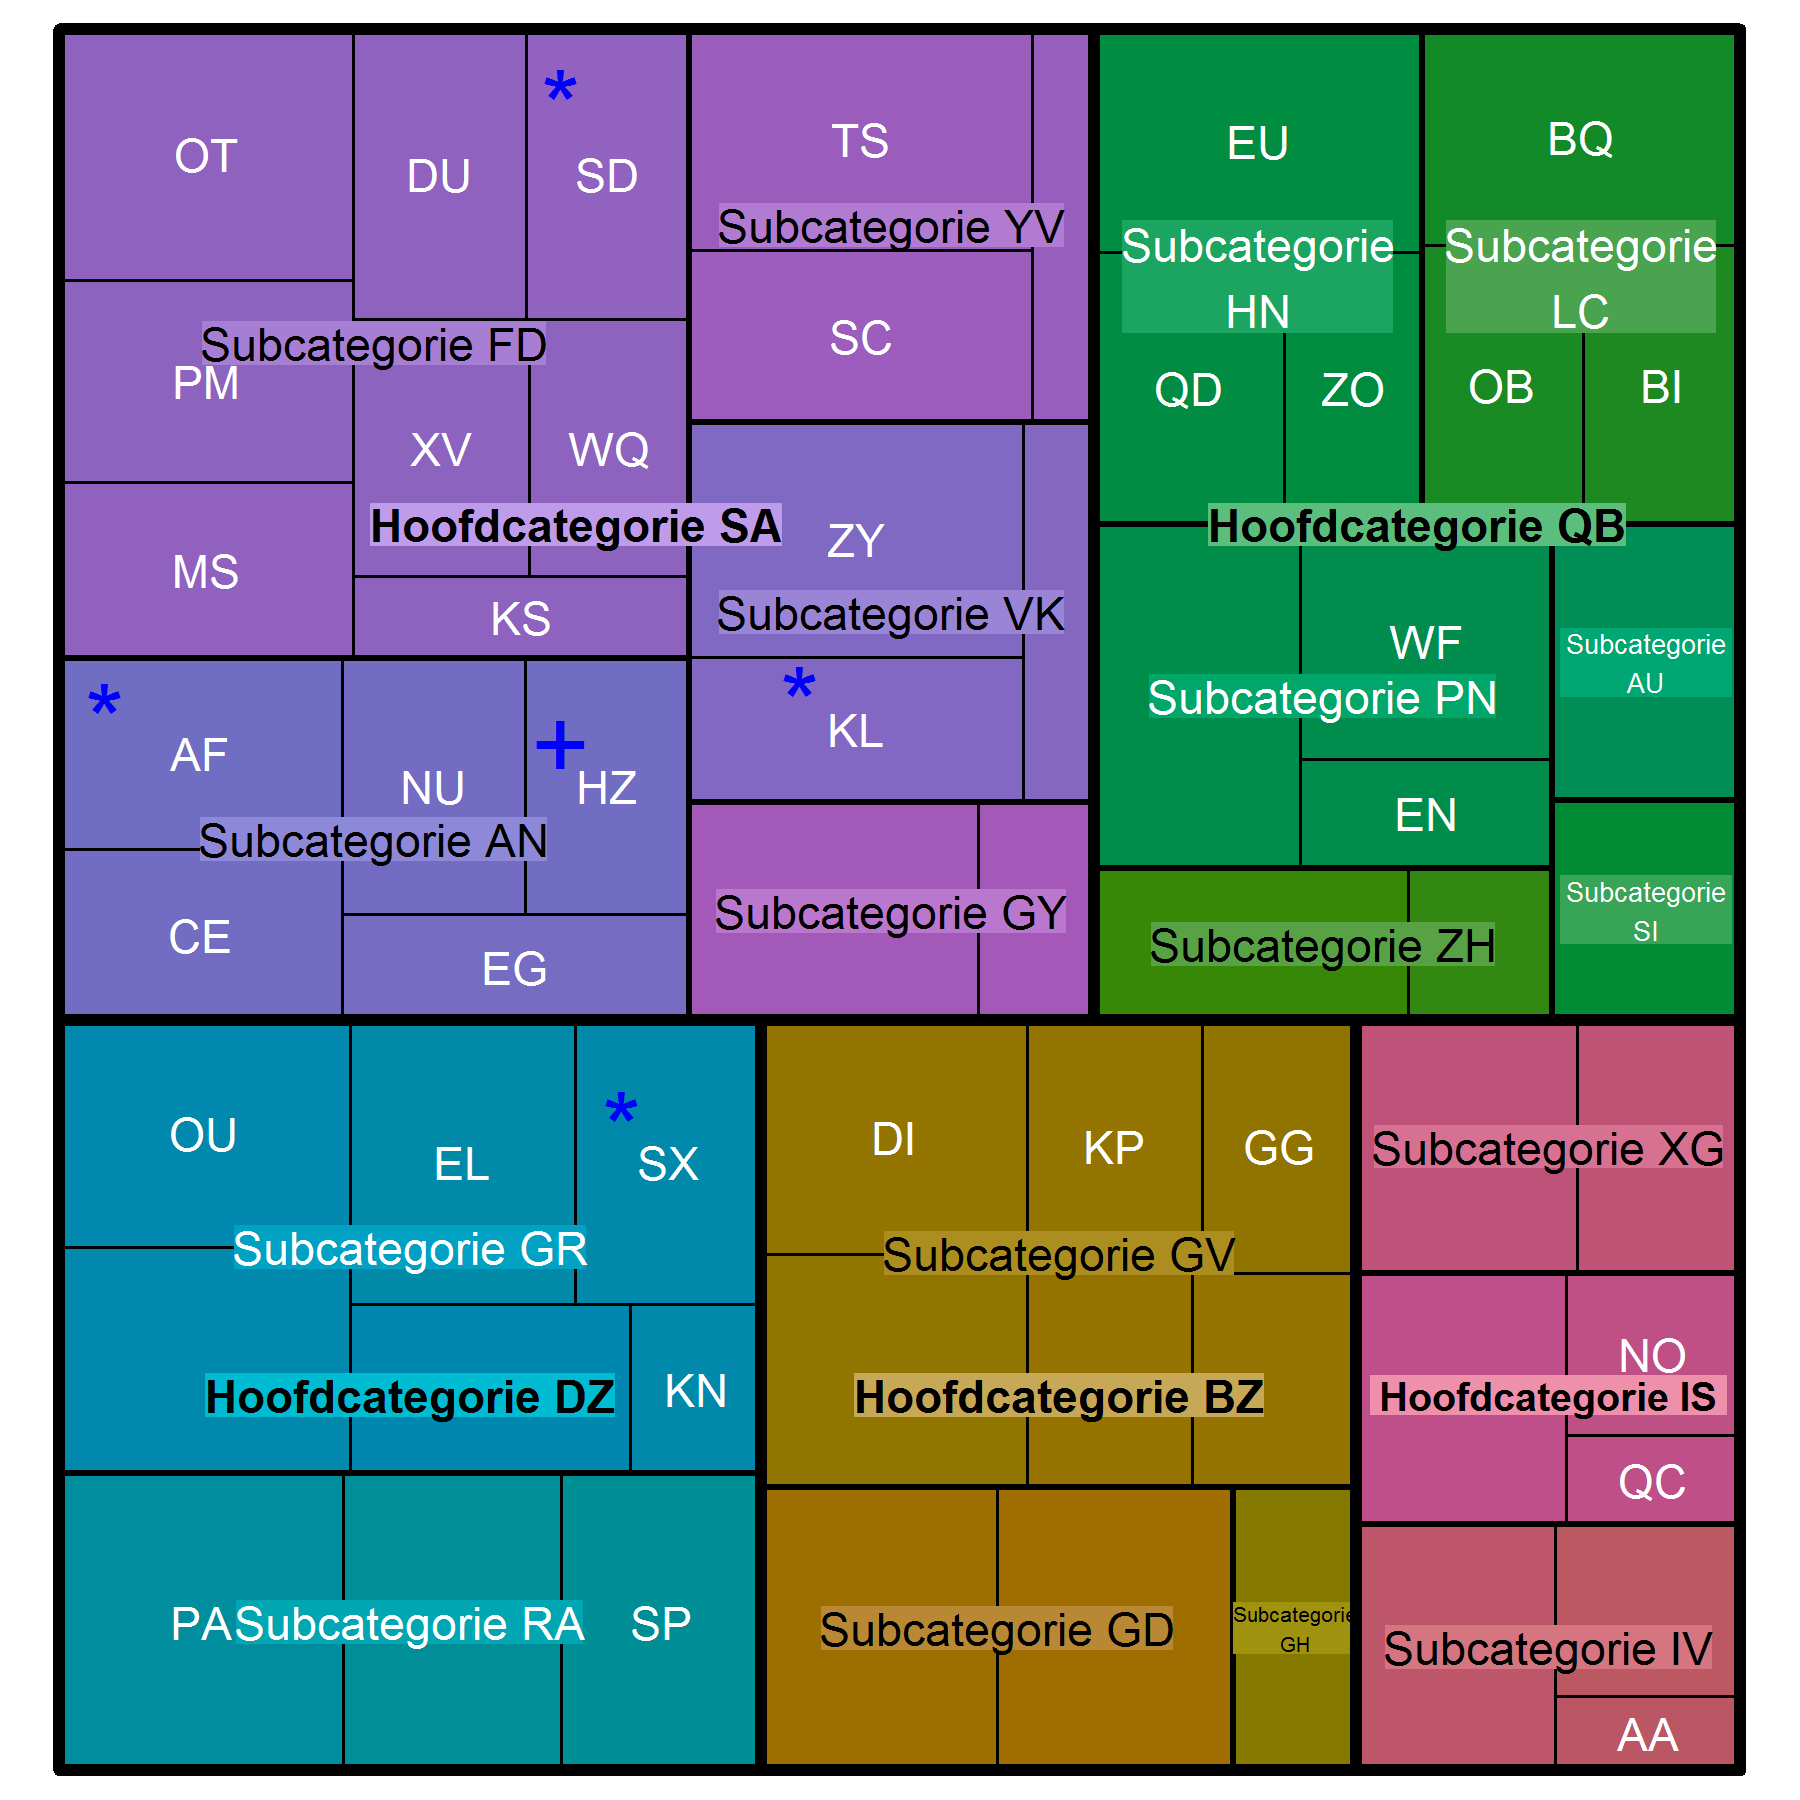 OT
DU
*
SD
PM
Subcategorie FD
XV
WQ
MS
KS
TS
Subcategorie YV
SC
Hoofdcategorie SA
ZY
Subcategorie VK
*
KL
*
AF
NU
+
HZ
Subcategorie AN
CE
EG
Subcategorie GY
EU
Subcategorie
HN
QD
ZO
BQ
Subcategorie
LC
OB
BI
Hoofdcategorie QB
WF
Subcategorie PN
EN
Subcategorie
AU
Subcategorie ZH
Subcategorie
SI
OU
EL
*
SX
Subcategorie GR
Hoofdcategorie DZ
KN
PA
Subcategorie RA
SP
DI
KP
GG
Subcategorie GV
Hoofdcategorie BZ
Subcategorie GD
Subcategorie
GH
Subcategorie XG
NO
Hoofdcategorie IS
QC
Subcategorie IV
AA